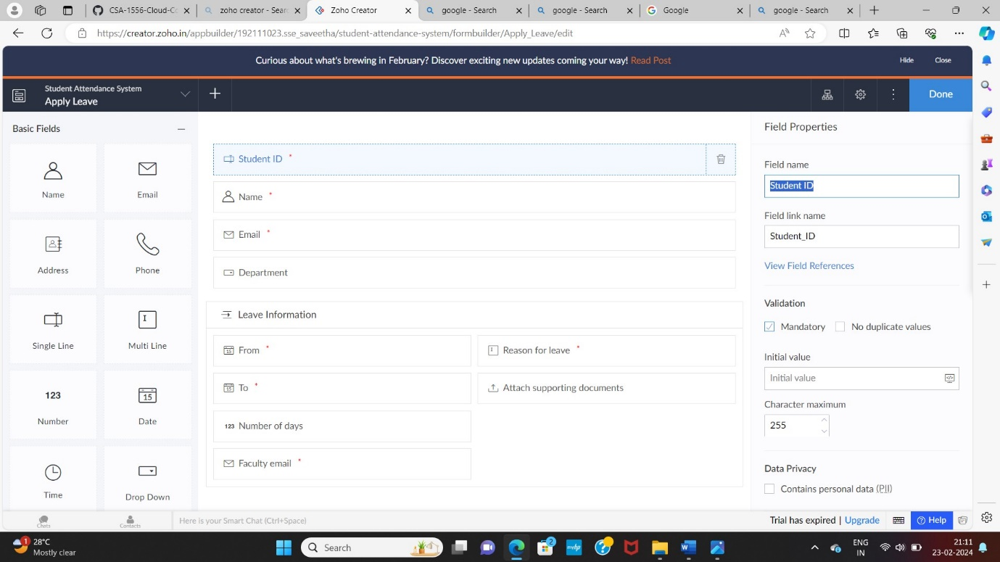 CSA-1556-Cloud-Cc
zoho creator - Sear
Zoho Creator
google - Search
google - Search
Google
google - Search
https://creator.zoho.in/appbuilder/192111023.sse_saveetha/student-attendance-system/formbuilder/Apply_Leave/edit
Curious about what's brewing in February? Discover exciting new updates coming your way! Read Post
Hide
Close
Student Attendance System
Apply Leave
Done
Basic Fields
Name
Email
Address
Phone
Single Line
Multi Line
123
Number
15
Date
Time
Drop Down
Student ID *
Name *
Email *
Department
Leave Information
15 From *
Reason for leave *
15 To *
Attach supporting documents
123 Number of days
Faculty email *
Field Properties
Field name
Student ID
Field link name
Student_ID
View Field References
Validation
Mandatory
No duplicate values
Initial value
Initial value
Character maximum
255
Data Privacy
Contains personal data (PII)
Chats
Contacts
Here is your Smart Chat (Ctrl+Space)
Trial has expired | Upgrade
Help
1
28°C
Mostly clear
Search
2
ENG
IN
21:11
23-02-2024